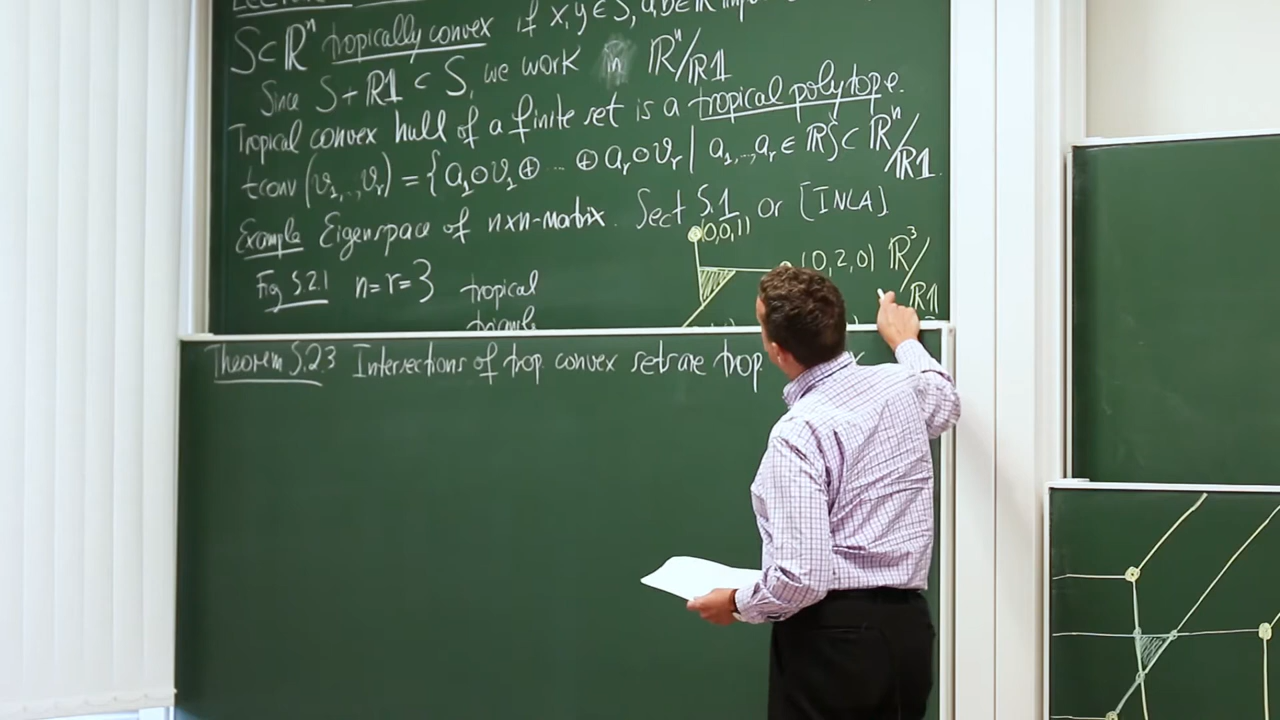 Lecture
S⊂ℝⁿ tropically convex if x,y∈S, a,b∈ℝ
Since S+ℝ𝟙 ⊂ S, we work in ℝⁿ/ℝ𝟙
Tropical convex hull of a finite set is a tropical polytope.
tconv(v₁,..,vᵣ) = {a₁⊙v₁⊕ ... ⊕aᵣ⊙vᵣ | a₁,..,aᵣ∈ℝ}⊂ℝⁿ/ℝ𝟙.
Example Eigenspace of n×n-matrix. Sect 5.1 or [INLA]
(0,0,1)
Fig 5.2.1 n=r=3 tropical (0,2,0) ℝ³/ℝ𝟙
triangle
Theorem 5.2.3 Intersections of trop. convex sets are trop.